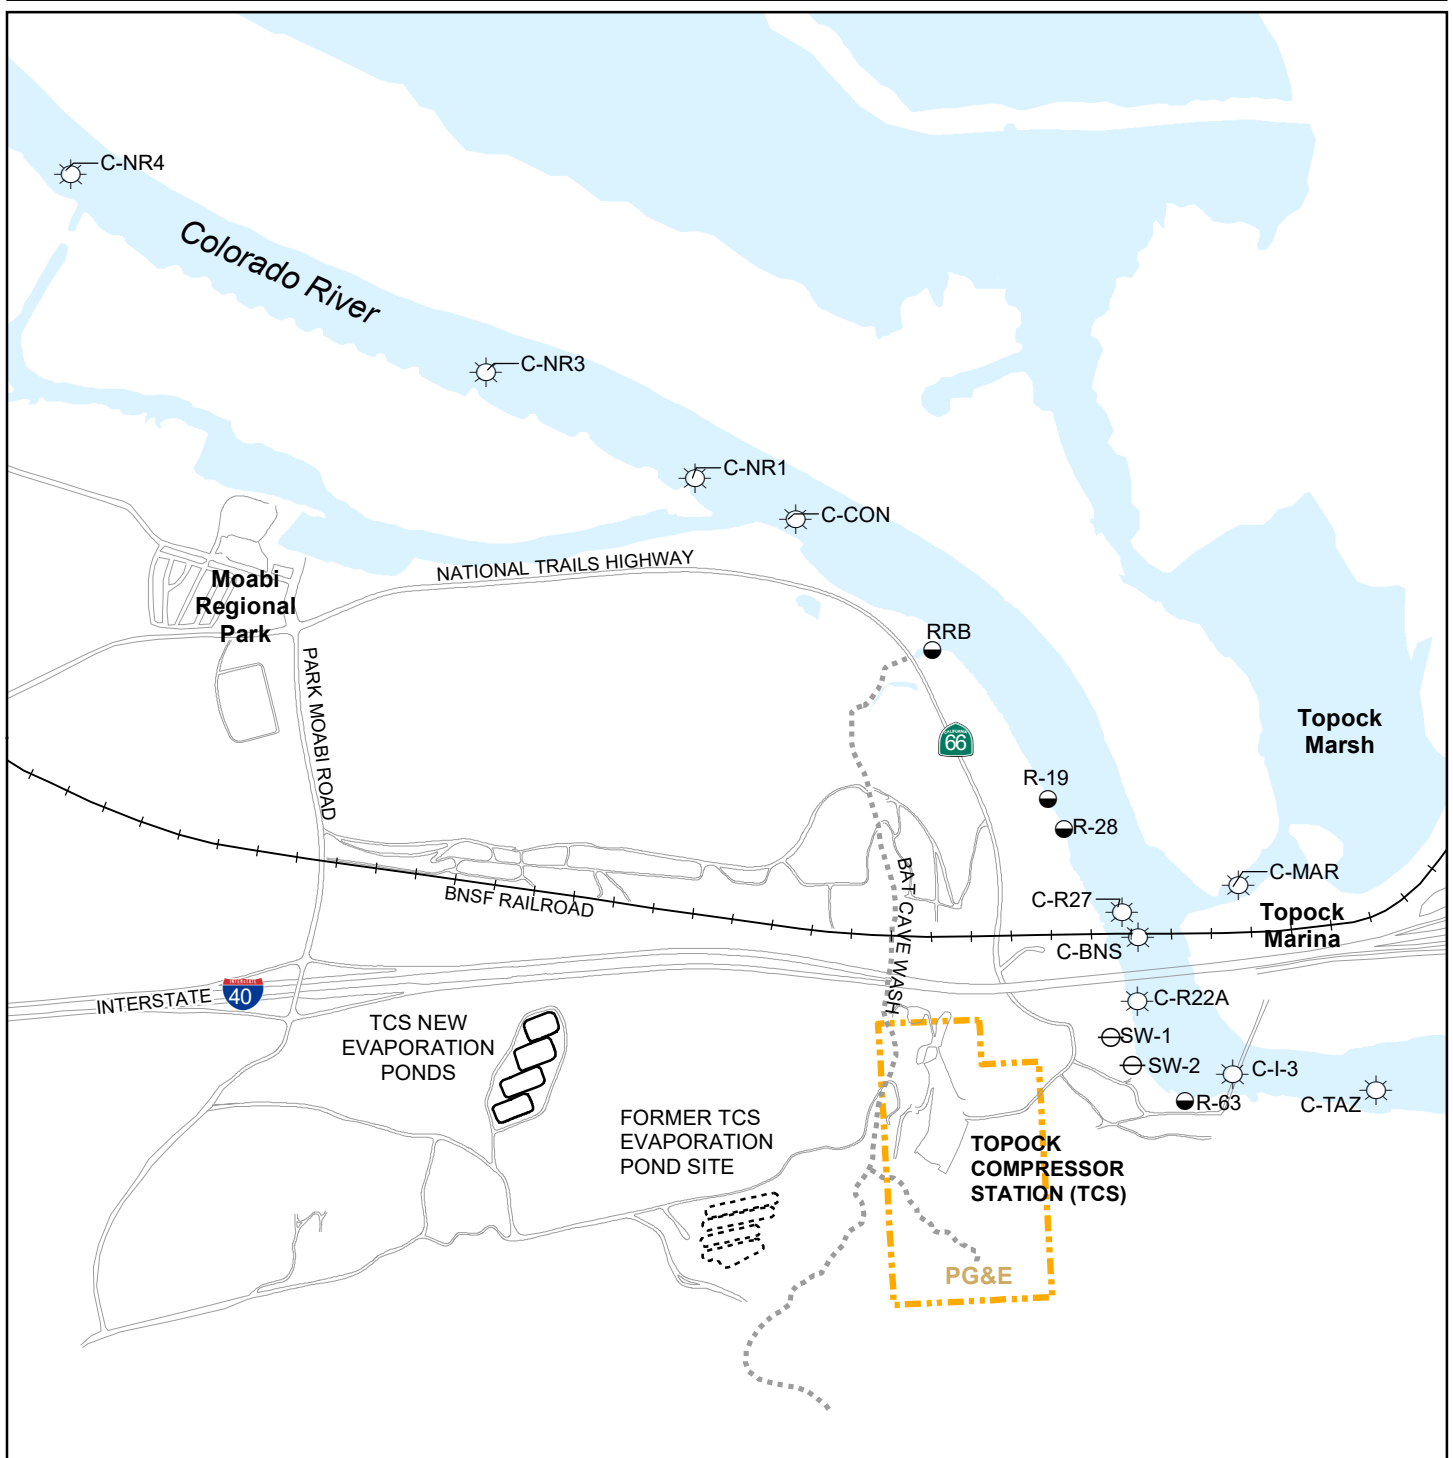 C-NR4
Colorado River
C-NR3
C-NR1
C-CON
NATIONAL TRAILS HIGHWAY
Moabi
Regional
Park
RRB
PARK MOABI ROAD
CALIFORNIA
66
Topock
Marsh
R-19
R-28
C-MAR
BAT CAVE WASH
C-R27
Topock
Marina
BNSF RAILROAD
C-BNS
INTERSTATE
40
C-R22A
TCS NEW
EVAPORATION
PONDS
SW-1
SW-2
C-I-3
R-63
C-TAZ
FORMER TCS
EVAPORATION
POND SITE
TOPOCK
COMPRESSOR
STATION (TCS)
PG&E